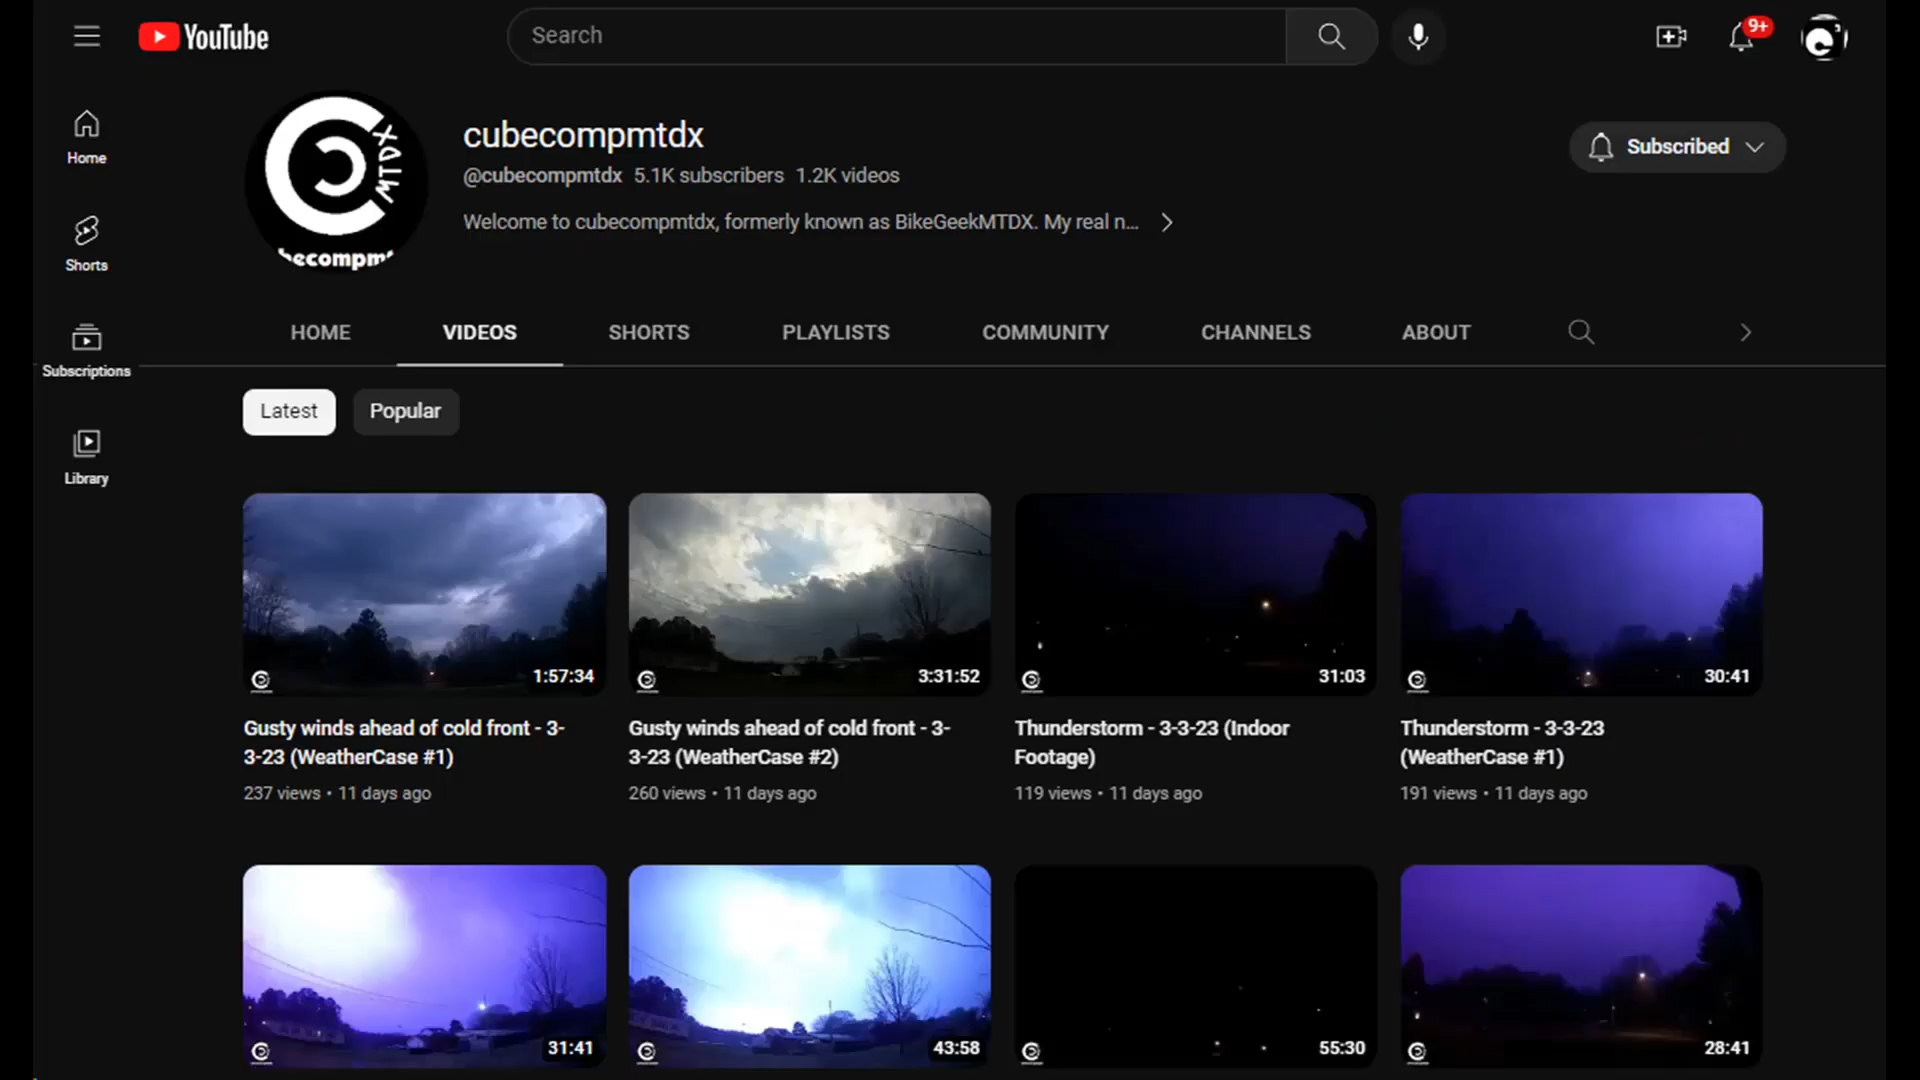 YouTube
Search
9+
Home
Shorts
Subscriptions
Library
MTDX
becompm
cubecompmtdx
@cubecompmtdx 5.1K subscribers 1.2K videos
Welcome to cubecompmtdx, formerly known as BikeGeekMTDX. My real n...
Subscribed
HOME VIDEOS SHORTS PLAYLISTS COMMUNITY CHANNELS ABOUT
Latest Popular
1:57:34
3:31:52
31:03
30:41
Gusty winds ahead of cold front - 3-
3-23 (WeatherCase #1)
237 views • 11 days ago
Gusty winds ahead of cold front - 3-
3-23 (WeatherCase #2)
260 views • 11 days ago
Thunderstorm - 3-3-23 (Indoor
Footage)
119 views • 11 days ago
Thunderstorm - 3-3-23
(WeatherCase #1)
191 views • 11 days ago
31:41
43:58
55:30
28:41